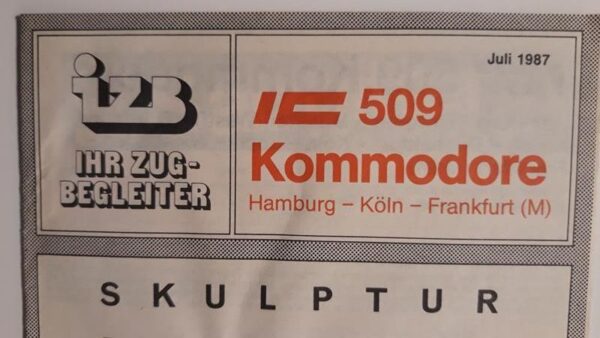 izb
IHR ZUG-
BEGLEITER
Juli 1987
IC 509
Kommodore
Hamburg – Köln – Frankfurt (M)
SKULPTUR